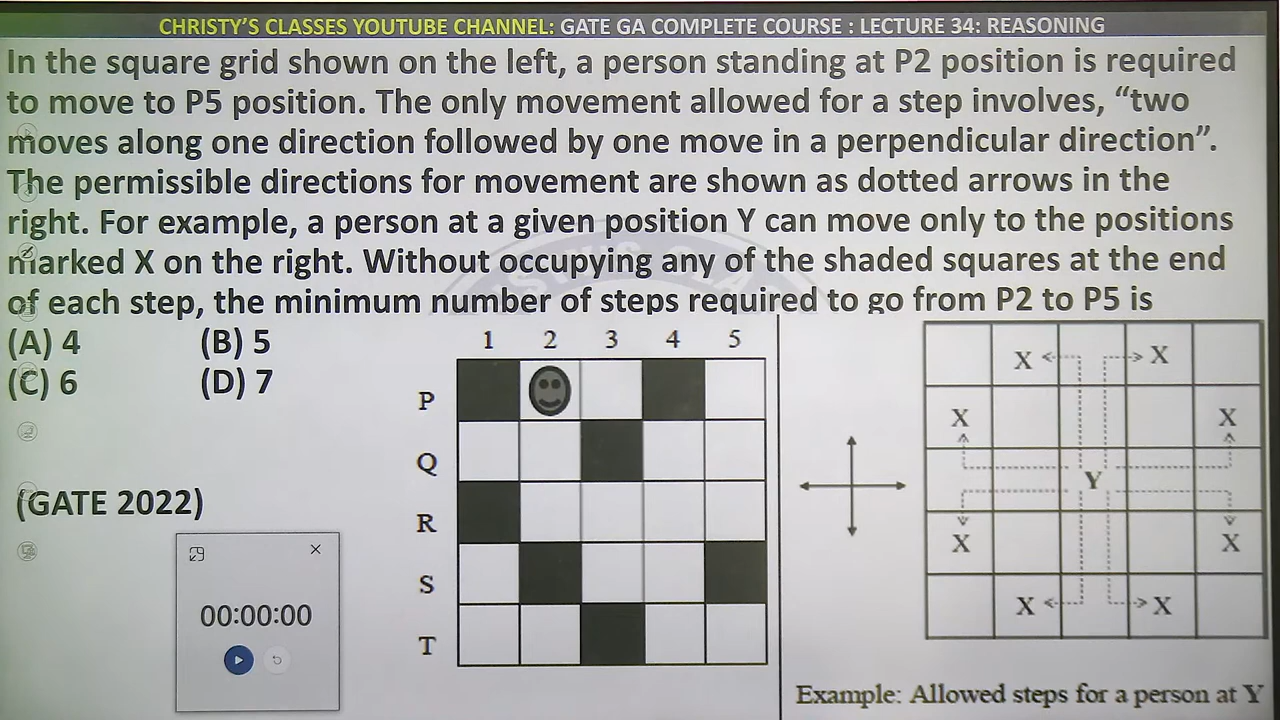 CHRISTY'S CLASSES YOUTUBE CHANNEL: GATE GA COMPLETE COURSE : LECTURE 34: REASONING
In the square grid shown on the left, a person standing at P2 position is required
to move to P5 position. The only movement allowed for a step involves, “two
moves along one direction followed by one move in a perpendicular direction”.
The permissible directions for movement are shown as dotted arrows in the
right. For example, a person at a given position Y can move only to the positions
marked X on the right. Without occupying any of the shaded squares at the end
of each step, the minimum number of steps required to go from P2 to P5 is
(A) 4 (B) 5
(C) 6 (D) 7
(GATE 2022)
00:00:00
1 2 3 4 5
P
Q
R
S
T
X X
X X
Y
X X
X X
Example: Allowed steps for a person at Y